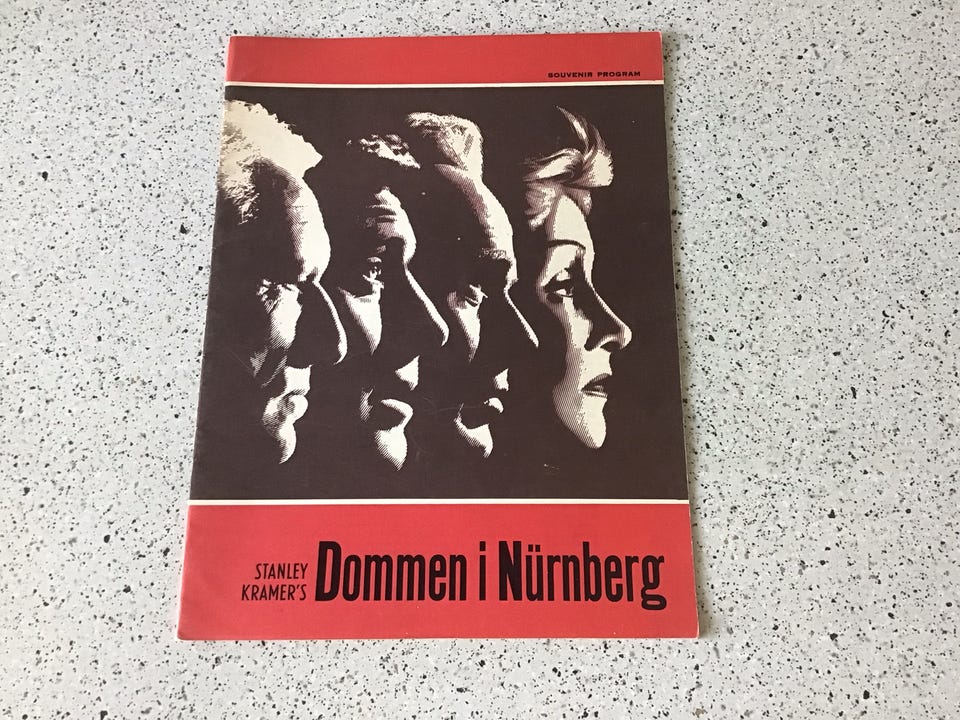 SOUVENIR PROGRAM
STANLEY
KRAMER'S
Dommen i Nürnberg